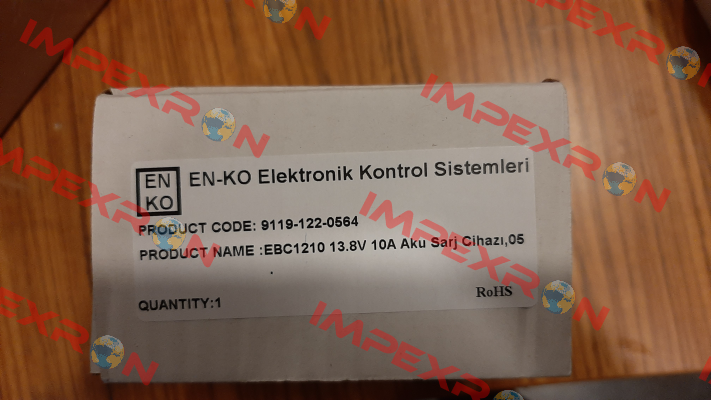 EN
KO
EN-KO Elektronik Kontrol Sistemleri
PRODUCT CODE: 9119-122-0564
PRODUCT NAME :EBC1210 13.8V 10A Aku Sarj Cihazı,05
QUANTITY:1
RoHS
IMPEXRON
IMPEXRON
IMPEXRON
IMPEXRON
IMPEXRON
IMPEXRON